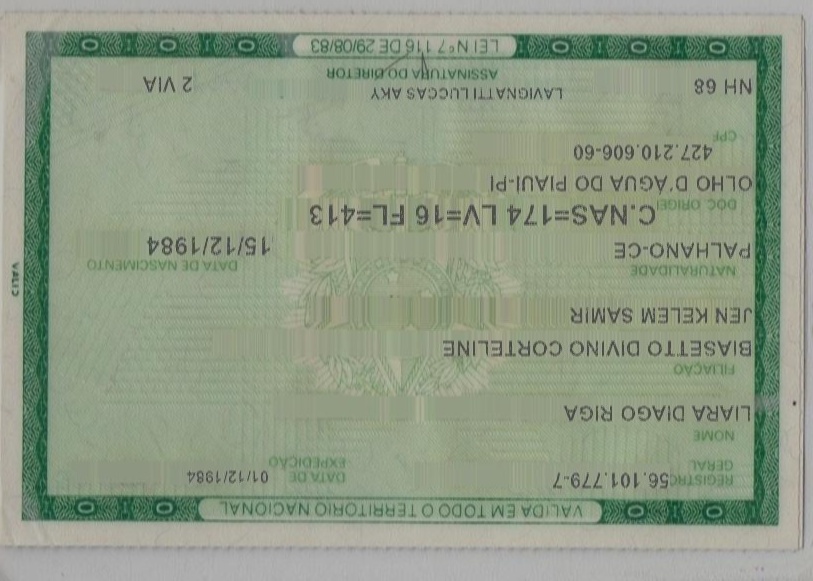 VALIDA EM TODO O TERRITORIO NACIONAL
REGISTRO GERAL 56.101.779-7 DATA DE EXPEDIÇÃO 01/12/1984
NOME
LIARA DIAGO RIGA
FILIAÇÃO
BIASETTO DIVINO CORTELINE
JEN KELEM SAMIR
NATURALIDADE DATA DE NASCIMENTO
PALHANO-CE 15/12/1984
C.NAS=174 LV=16 FL=413
DOC. ORIGEM
OLHO D'ÁGUA DO PIAUI-PI
427.210.606-60
CPF
NH 68 LAVIGNATTI LUCCAS AKY 2 VIA
ASSINATURA DO DIRETOR
LEI Nº 7.116 DE 29/08/83